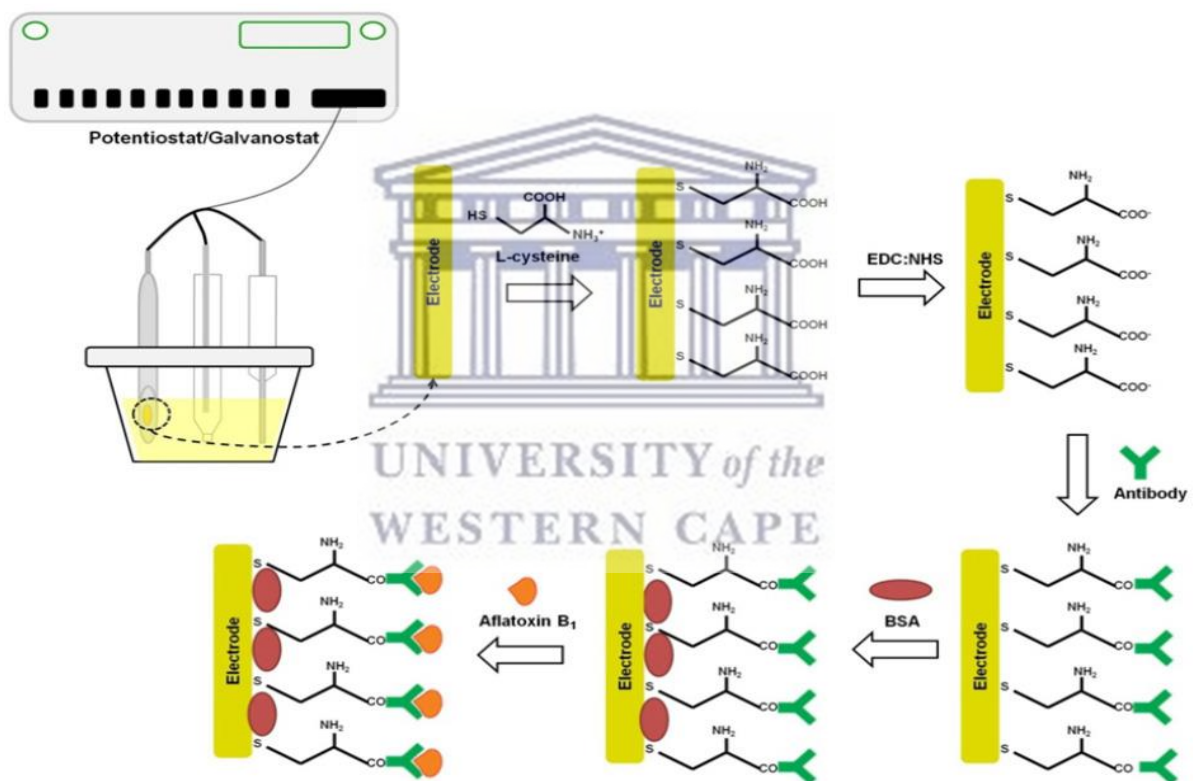 Potentiostat/Galvanostat
Electrode
HS
COOH
NH₃⁺
L-cysteine
Electrode
S
NH₂
COOH
S
NH₂
COOH
S
NH₂
COOH
S
NH₂
COOH
EDC:NHS
Electrode
S
NH₂
COO⁻
S
NH₂
COO⁻
S
NH₂
COO⁻
S
NH₂
COO⁻
UNIVERSITY of the
WESTERN CAPE
Antibody
Electrode
S
NH₂
CO
S
NH₂
CO
S
NH₂
CO
S
NH₂
CO
BSA
Electrode
S
NH₂
CO
S
NH₂
CO
S
NH₂
CO
S
NH₂
CO
Aflatoxin B₁
Electrode
S
NH₂
CO
S
NH₂
CO
S
NH₂
CO
S
NH₂
CO